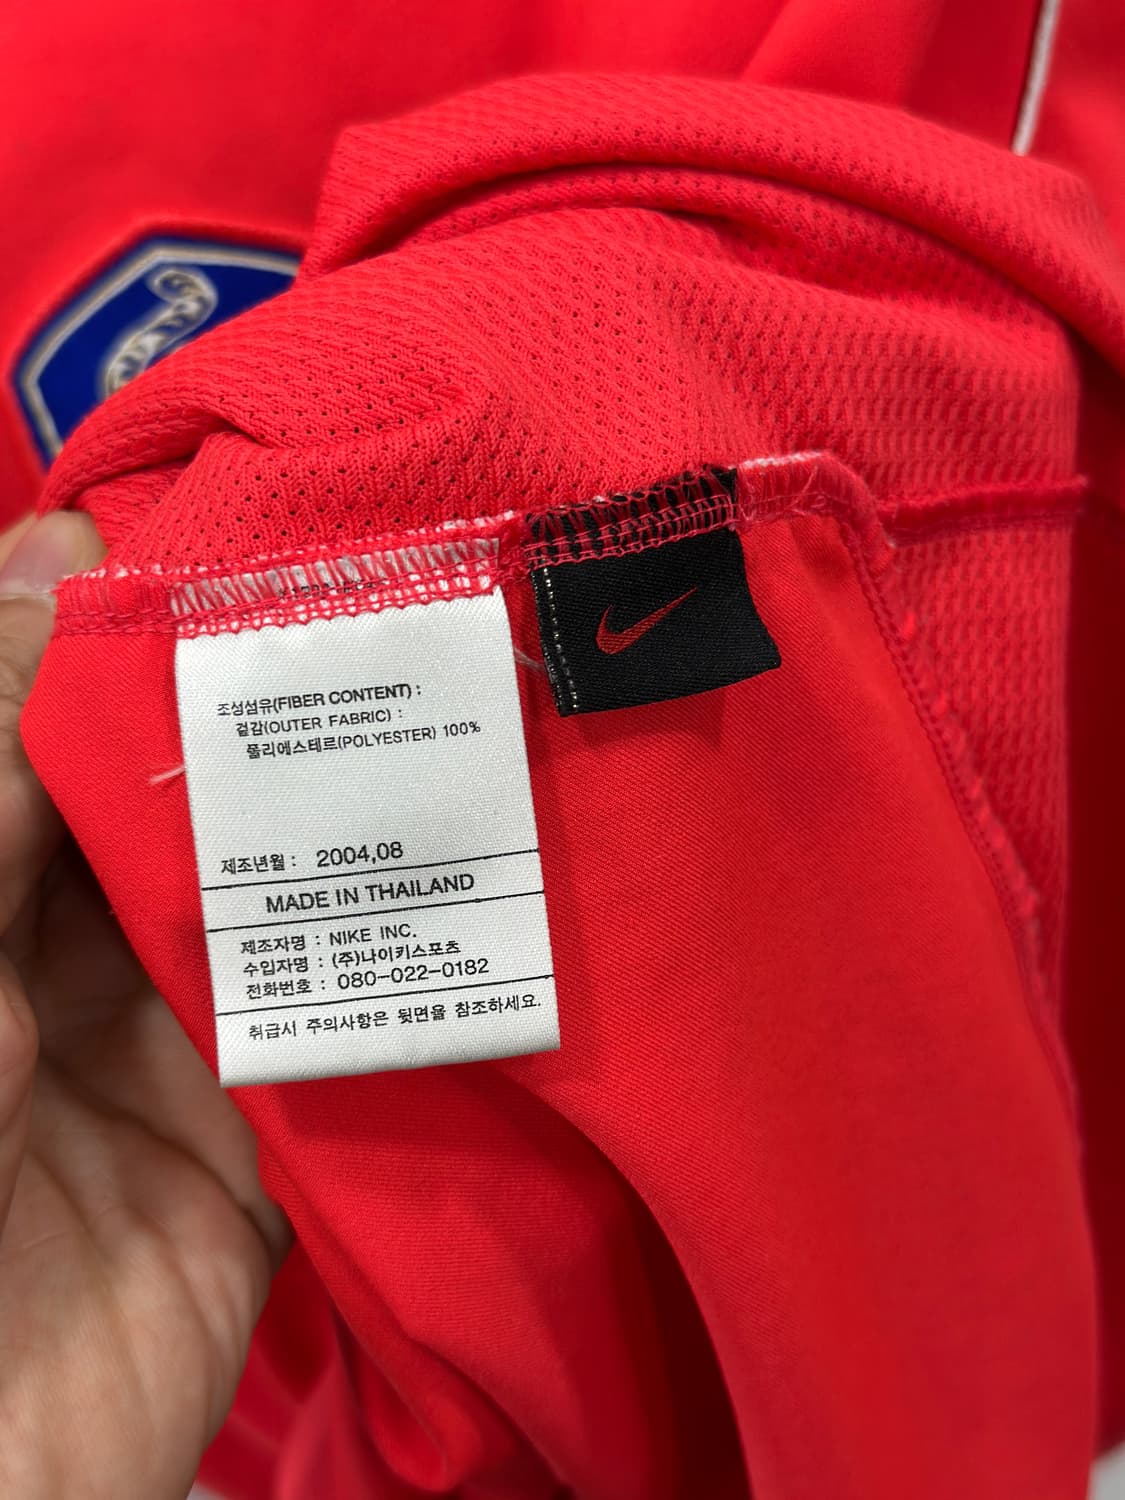 조성섬유(FIBER CONTENT) :
겉감(OUTER FABRIC) :
폴리에스테르(POLYESTER) 100%
제조년월 : 2004,08
MADE IN THAILAND
제조자명 : NIKE INC.
수입자명 : (주)나이키스포츠
전화번호 : 080-022-0182
취급시 주의사항은 뒷면을 참조하세요.